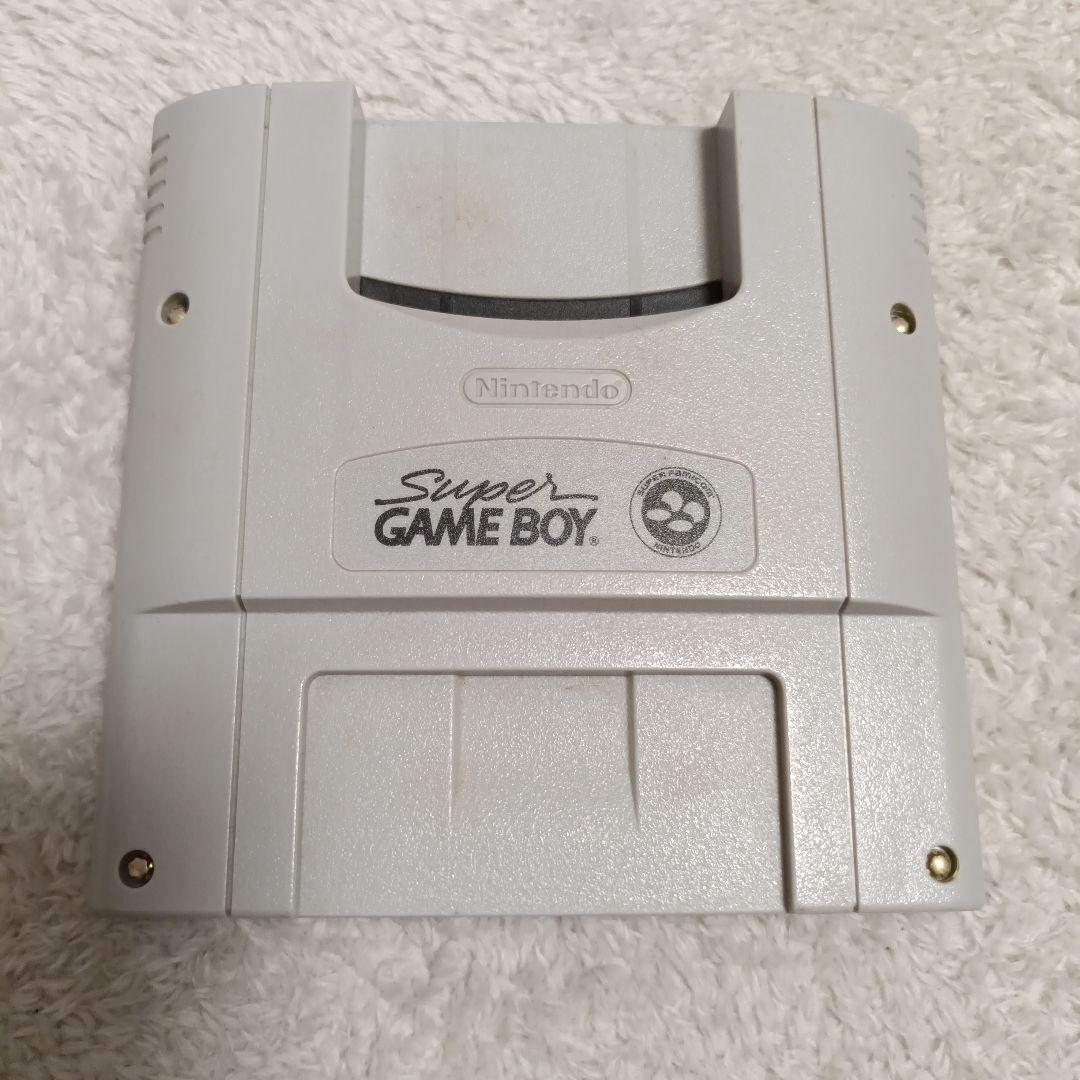 Nintendo®
Super
GAME BOY®
SUPER FAMICOM
NINTENDO